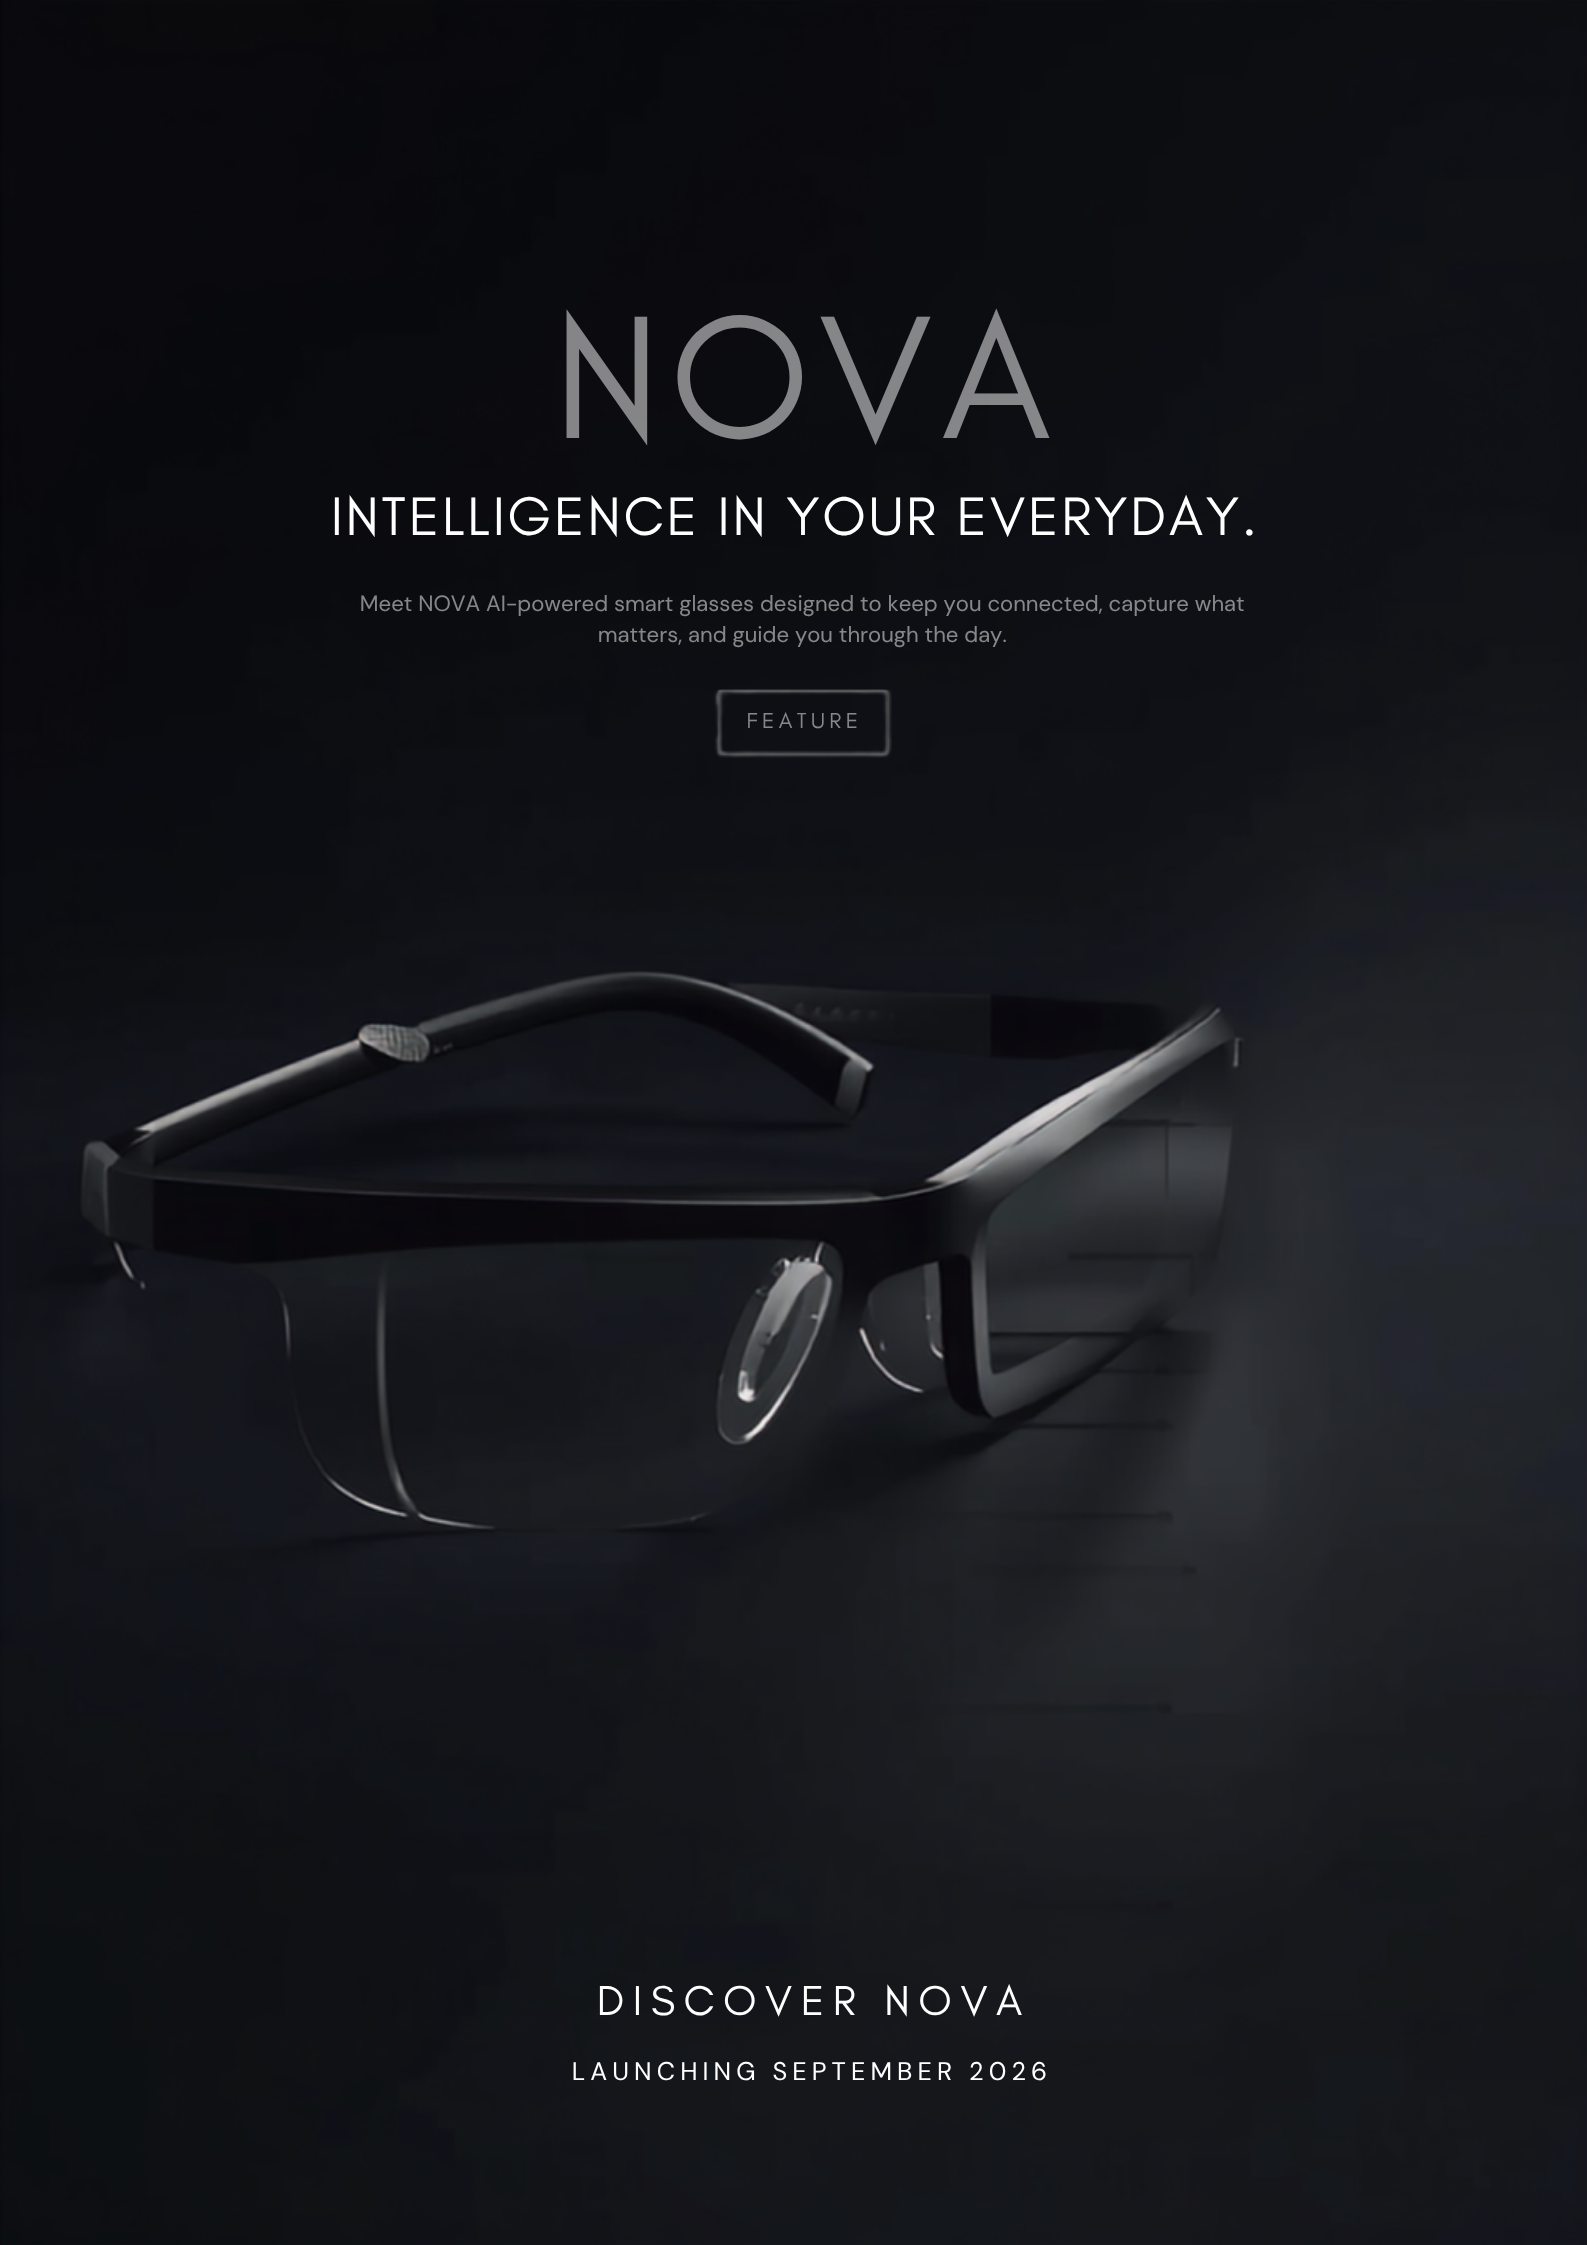 NOVA
INTELLIGENCE IN YOUR EVERYDAY.
Meet NOVA AI-powered smart glasses designed to keep you connected, capture what
matters, and guide you through the day.
FEATURE
DISCOVER NOVA
LAUNCHING SEPTEMBER 2026